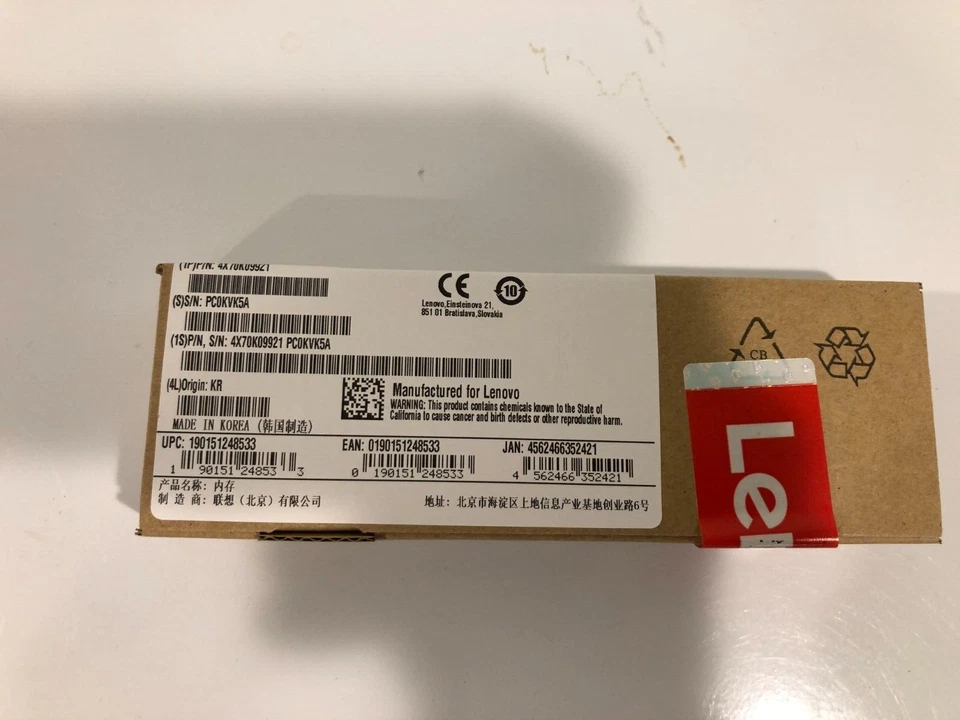 (1P)P/N: 4X70K09921
(S)S/N: PC0KVK5A
(1S)P/N, S/N: 4X70K09921 PC0KVK5A
(4L)Origin: KR
MADE IN KOREA (韩国制造)
CE
10
Lenovo,Einsteinova 21,
851 01 Bratislava,Slovakia
Manufactured for Lenovo
WARNING: This product contains chemicals known to the State of
California to cause cancer and birth defects or other reproductive harm.
UPC: 190151248533
1 90151 24853 3
EAN: 0190151248533
0 190151 248533
JAN: 4562466352421
4 562466 352421
产品名称: 内存
制 造 商: 联想 (北京) 有限公司
地址: 北京市海淀区上地信息产业基地创业路6号
CB
Le